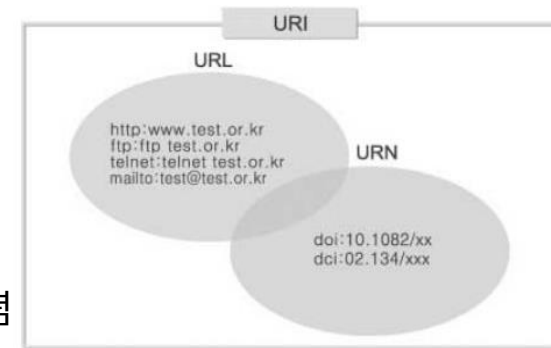 URI
URL
http:www.test.or.kr
ftp:ftp test.or.kr
telnet:telnet test.or.kr
mailto:test@test.or.kr
URN
doi:10.1082/xx
dci:02.134/xxx